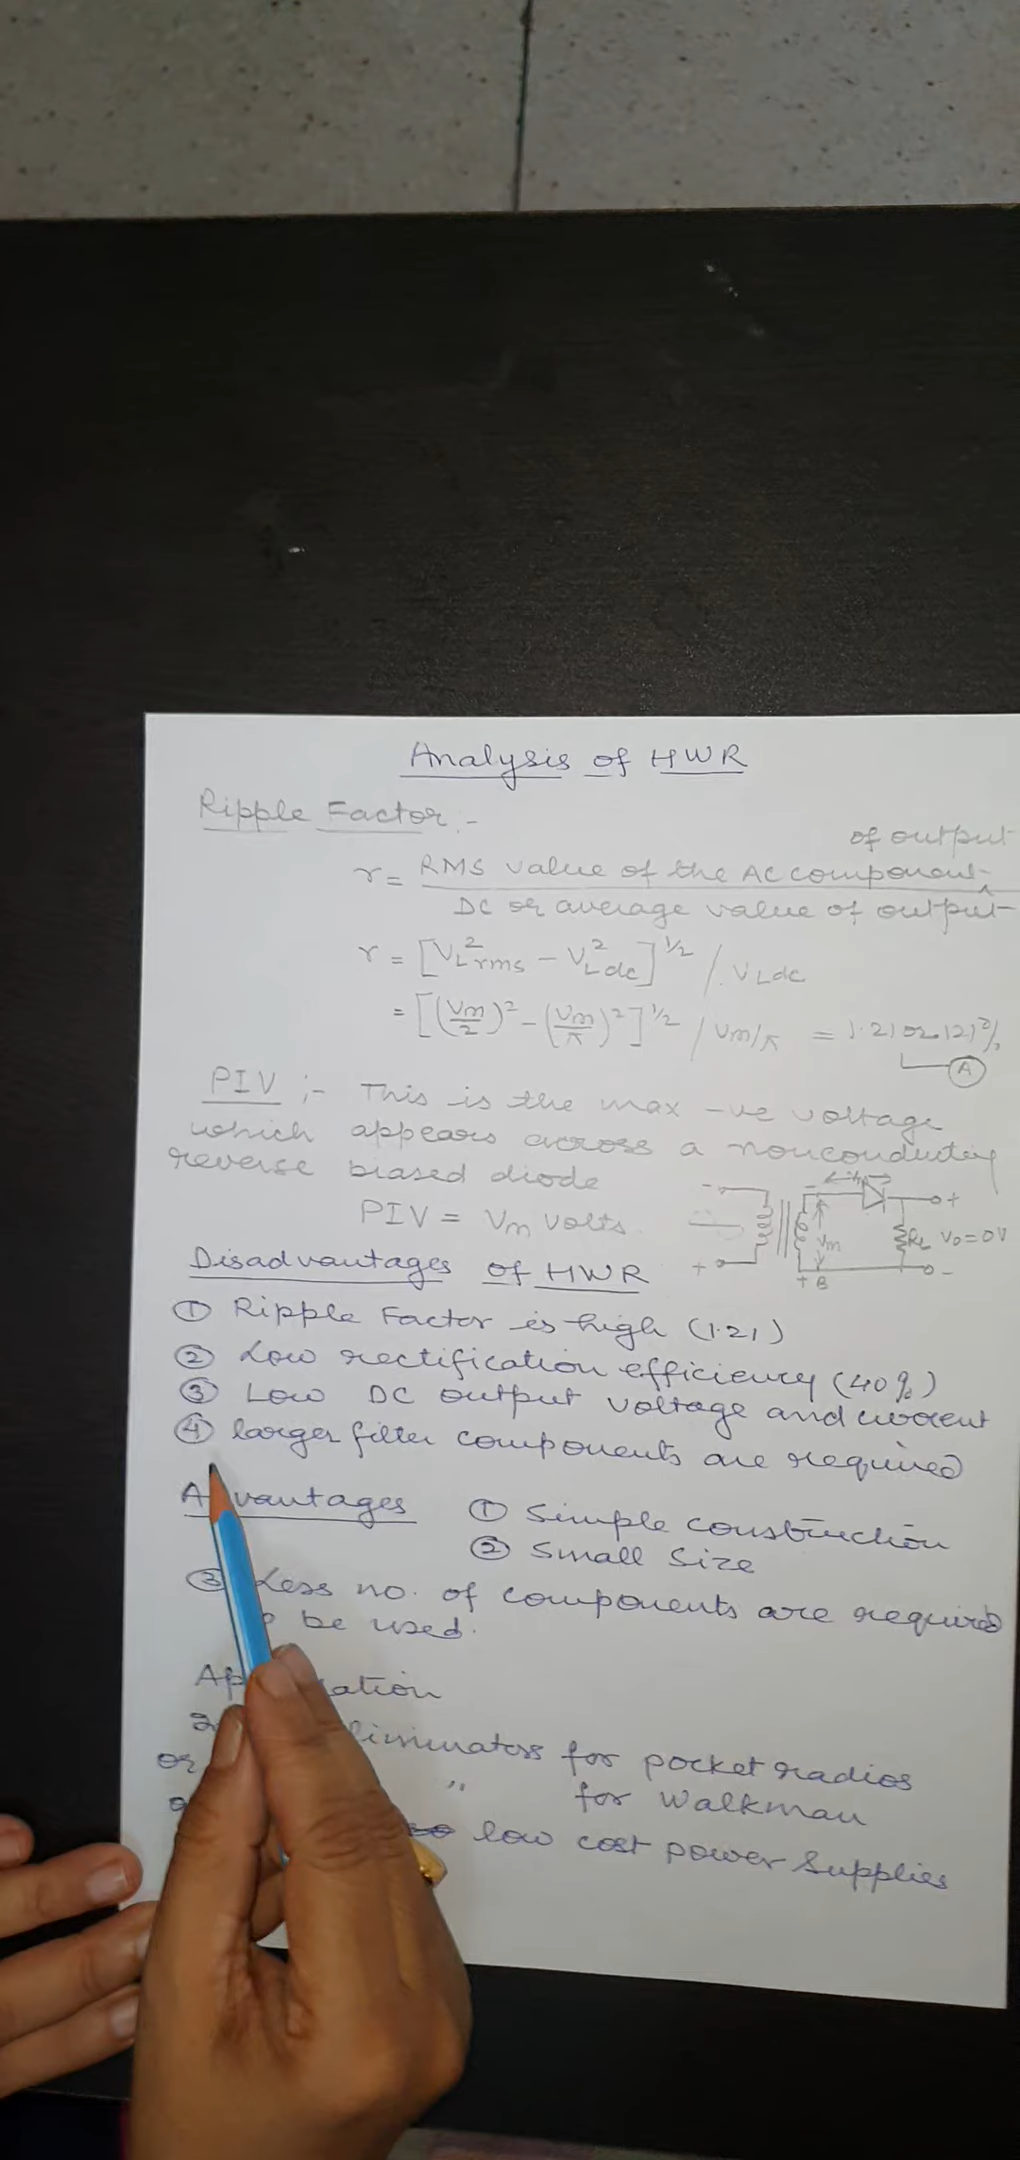 Analysis of HWR
Ripple Factor :-
of output
r = RMS value of the AC component ^
DC or average value of output
r = [V²Lrms - V²Ldc]^1/2 / VLdc
= [(Vm/2)² - (Vm/π)²]^1/2 / Vm/π = 1.21 or 121%
A
PIV :- This is the max -ve voltage
which appears across a nonconducting
reverse biased diode
PIV = Vm volts.
- - +
Vm RL Vo = 0V
+ + B -
Disadvantages of HWR
① Ripple Factor is high (1.21)
② Low rectification efficiency (40%)
③ Low DC output voltage and current
④ larger filter components are required
Advantages ① Simple construction
② Small Size
③ Less no. of components are required
be used.
liminators for pocket radios
or " for Walkman
low cost power supplies